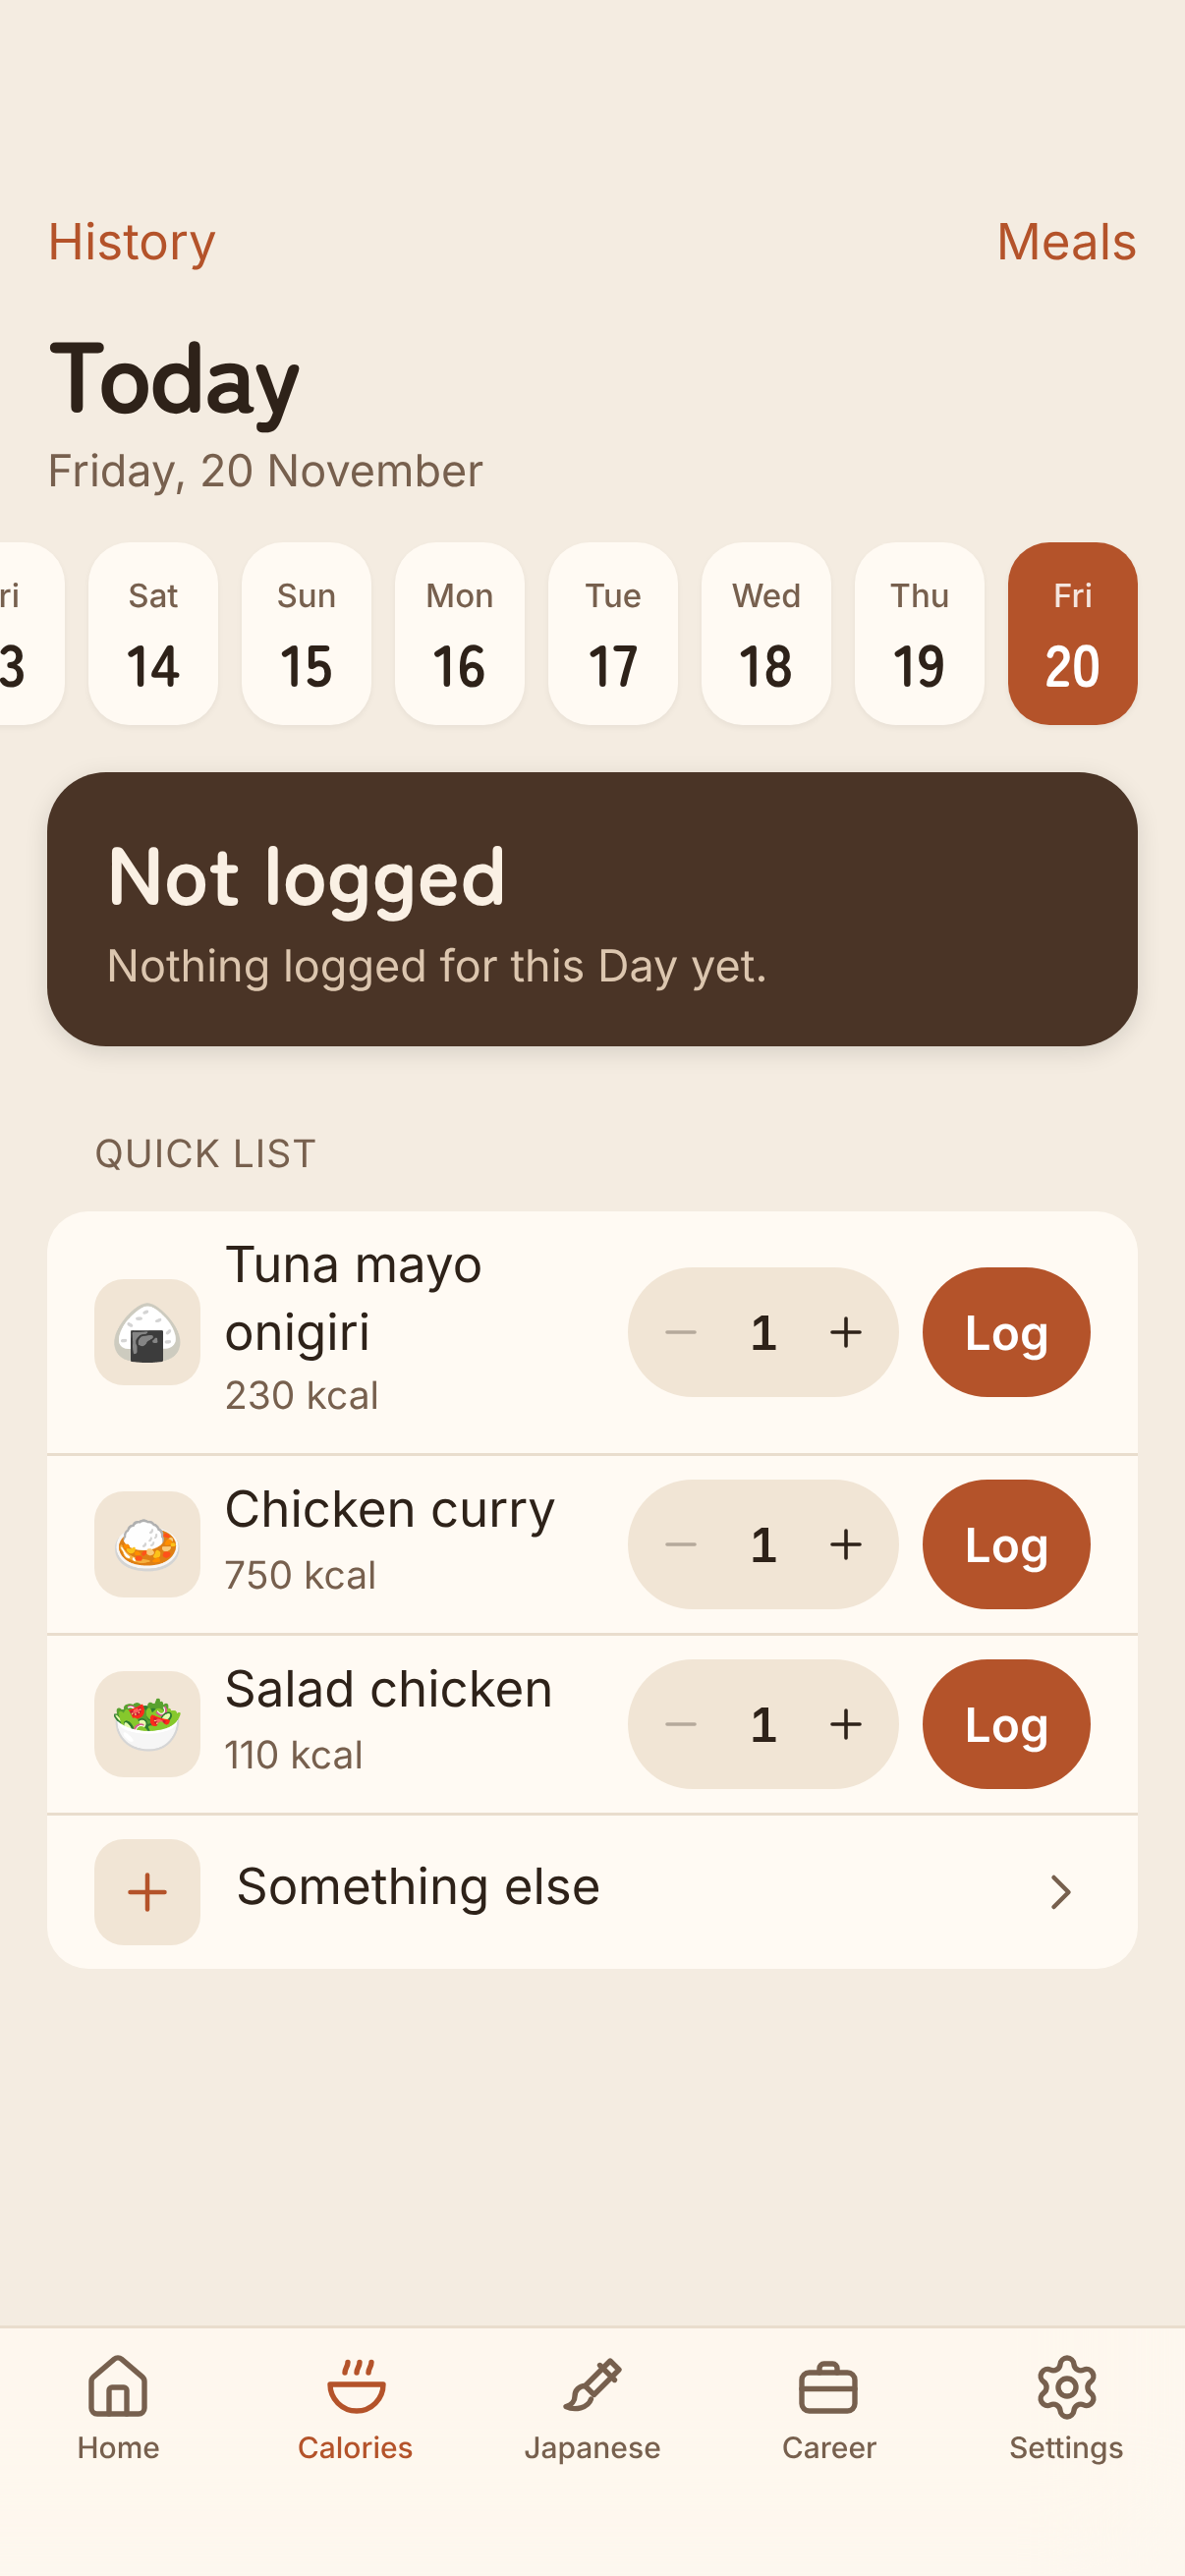 History
Meals
Today
Friday, 20 November
ri
Sat
Sun
Mon
Tue
Wed
Thu
Fri
3
14
15
16
17
18
19
20
Not logged
Nothing logged for this Day yet.
QUICK LIST
Tuna mayo
onigiri
230 kcal
1
Log
Chicken curry
750 kcal
1
Log
Salad chicken
110 kcal
1
Log
Something else
Home
Calories
Japanese
Career
Settings